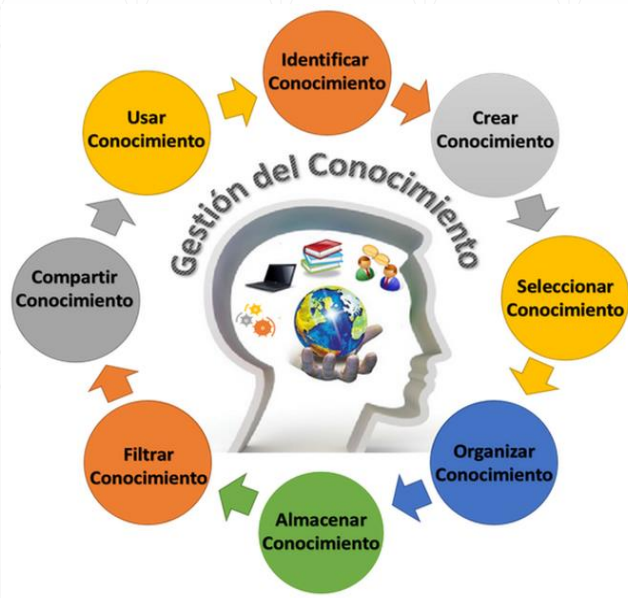 Identificar
Conocimiento
Crear
Conocimiento
Seleccionar
Conocimiento
Organizar
Conocimiento
Almacenar
Conocimiento
Filtrar
Conocimiento
Compartir
Conocimiento
Usar
Conocimiento
Gestión del Conocimiento